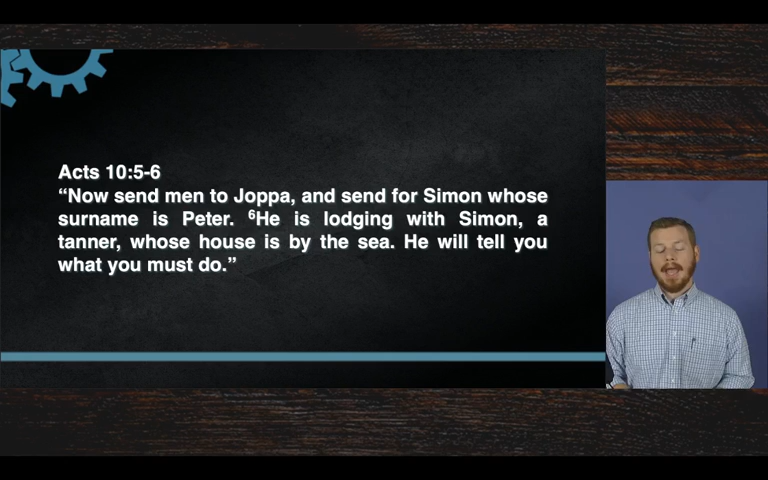 Acts 10:5-6
“Now send men to Joppa, and send for Simon whose
surname is Peter. ⁶He is lodging with Simon, a
tanner, whose house is by the sea. He will tell you
what you must do.”